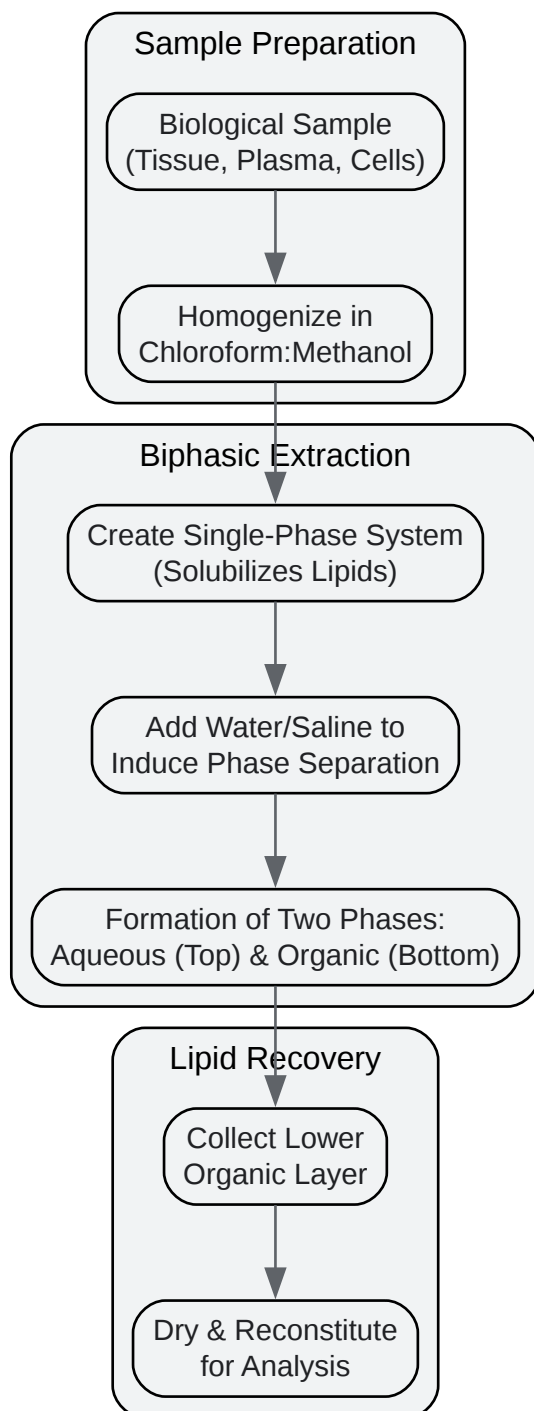 Sample Preparation
Biological Sample
(Tissue, Plasma, Cells)
Homogenize in
Chloroform:Methanol
Biphasic Extraction
Create Single-Phase System
(Solubilizes Lipids)
Add Water/Saline to
Induce Phase Separation
Formation of Two Phases:
Aqueous (Top) & Organic (Bottom)
Lipid Recovery
Collect Lower
Organic Layer
Dry & Reconstitute
for Analysis